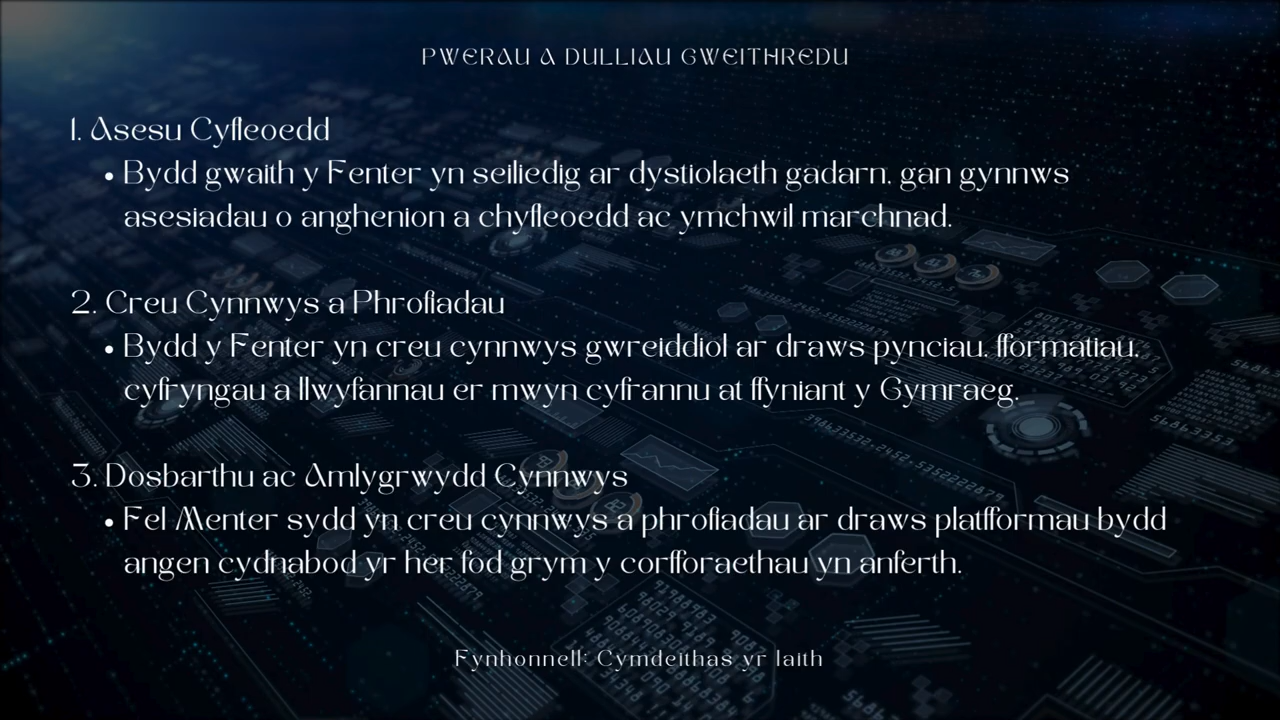 PWERAU A DULLIAU GWEITHREDU
1. Asesu Cyfleoedd
• Bydd gwaith y Fenter yn seiliedig ar dystiolaeth gadarn, gan gynnws
asesiadau o anghenion a chyfleoedd ac ymchwil marchnad.
2. Creu Cynnwys a Phrofiadau
• Bydd y Fenter yn creu cynnwys gwreiddiol ar draws pynciau, fformatiau,
cyfryngau a llwyfannau er mwyn cyfrannu at ffyniant y Gymraeg.
3. Dosbarthu ac Amlygrwydd Cynnwys
• Fel Menter sydd yn creu cynnwys a phrofiadau ar draws platfformau bydd
angen cydnabod yr her fod grym y corfforaethau yn anferth.
Fynhonnell: Cymdeithas yr Iaith